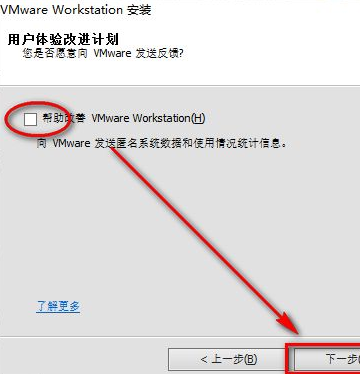 VMware Workstation 安装
用户体验改进计划
您是否愿意向 VMware 发送反馈?
帮助改善 VMware Workstation(H)
向 VMware 发送匿名系统数据和使用情况统计信息。
了解更多
< 上一步(B)
下一步(